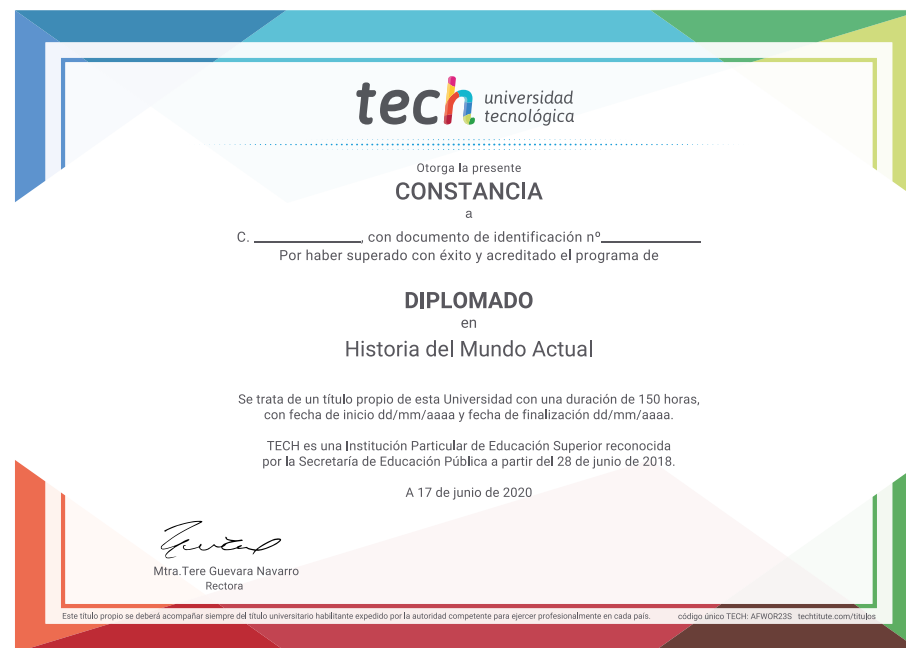 tech universidad
tecnológica
Otorga la presente
CONSTANCIA
a
C. ______________, con documento de identificación nº_____________
Por haber superado con éxito y acreditado el programa de
DIPLOMADO
en
Historia del Mundo Actual
Se trata de un título propio de esta Universidad con una duración de 150 horas,
con fecha de inicio dd/mm/aaaa y fecha de finalización dd/mm/aaaa.
TECH es una Institución Particular de Educación Superior reconocida
por la Secretaría de Educación Pública a partir del 28 de junio de 2018.
A 17 de junio de 2020
Mtra.Tere Guevara Navarro
Rectora
Este título propio se deberá acompañar siempre del título universitario habilitante expedido por la autoridad competente para ejercer profesionalmente en cada país. código único TECH: AFWOR23S techtitute.com/titulos